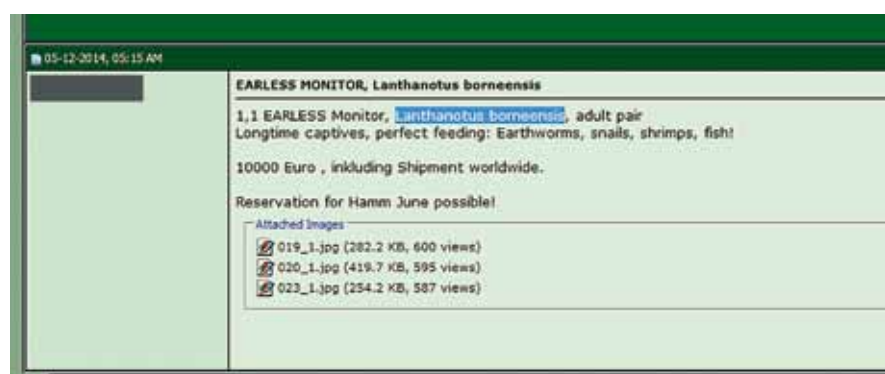 05-12-2014, 05:15 AM
EARLESS MONITOR, Lanthanotus borneensis
1,1 EARLESS Monitor, Lanthanotus borneensis, adult pair
Longtime captives, perfect feeding: Earthworms, snails, shrimps, fish!
10000 Euro , inkluding Shipment worldwide.
Reservation for Hamm June possible!
Attached Images
019_1.jpg (282.2 KB, 600 views)
020_1.jpg (419.7 KB, 595 views)
023_1.jpg (254.2 KB, 587 views)